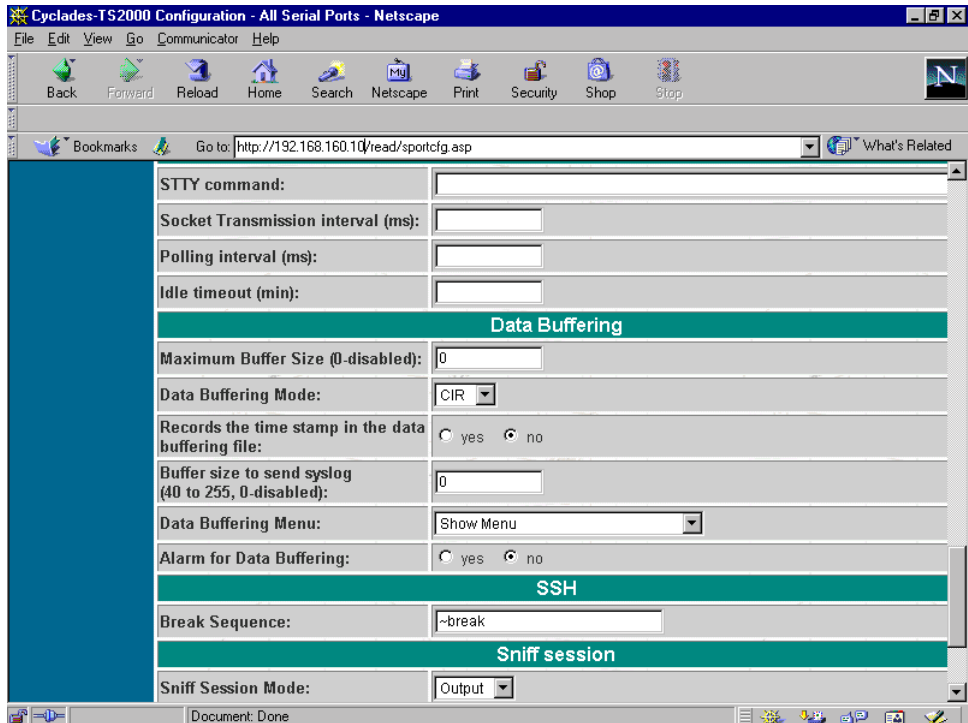 Cyclades-TS2000 Configuration - All Serial Ports - Netscape
File Edit View Go Communicator Help
My
N
Back Forward Reload Home Search Netscape Print Security Shop Stop
Bookmarks Go to: http://192.168.160.10/read/sportcfg.asp What's Related
STTY command:
Socket Transmission interval (ms):
Polling interval (ms):
Idle timeout (min):
Data Buffering
Maximum Buffer Size (0-disabled): 0
Data Buffering Mode: CIR
Records the time stamp in the data
buffering file: yes no
Buffer size to send syslog
(40 to 255, 0-disabled): 0
Data Buffering Menu: Show Menu
Alarm for Data Buffering: yes no
SSH
Break Sequence: ~break
Sniff session
Sniff Session Mode: Output
Document: Done